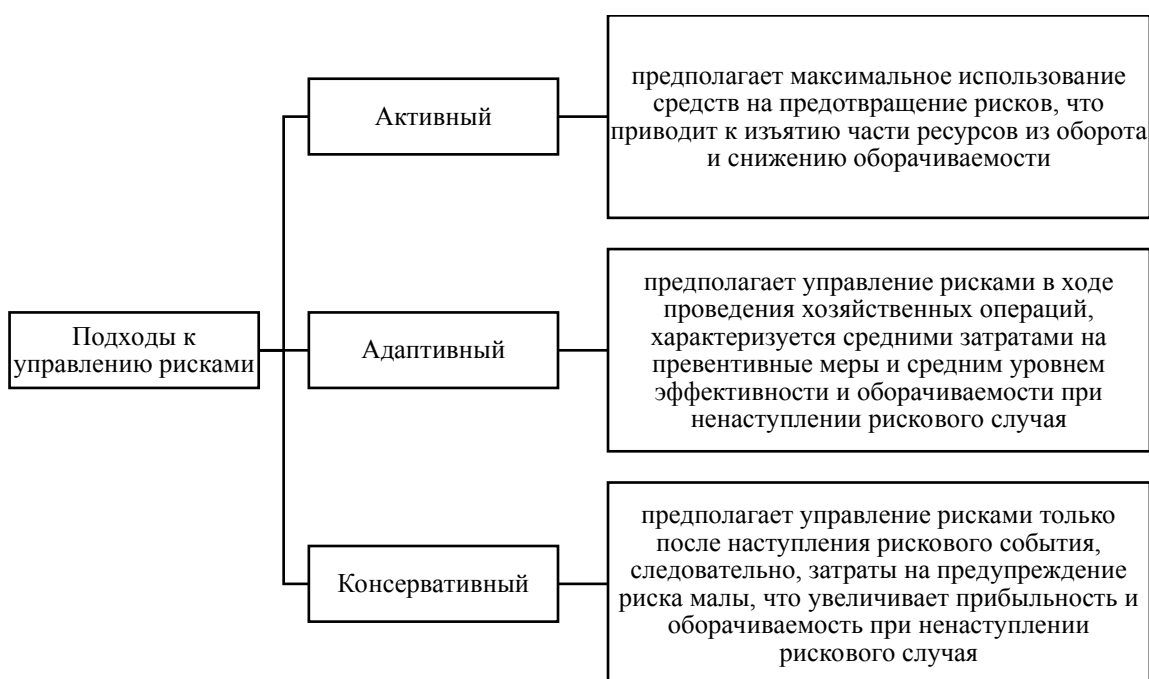 Подходы к
управлению рисками
Активный
предполагает максимальное использование
средств на предотвращение рисков, что
приводит к изъятию части ресурсов из оборота
и снижению оборачиваемости
Адаптивный
предполагает управление рисками в ходе
проведения хозяйственных операций,
характеризуется средними затратами на
превентивные меры и средним уровнем
эффективности и оборачиваемости при
ненаступлении рискового случая
Консервативный
предполагает управление рисками только
после наступления рискового события,
следовательно, затраты на предупреждение
риска малы, что увеличивает прибыльность и
оборачиваемость при ненаступлении
рискового случая